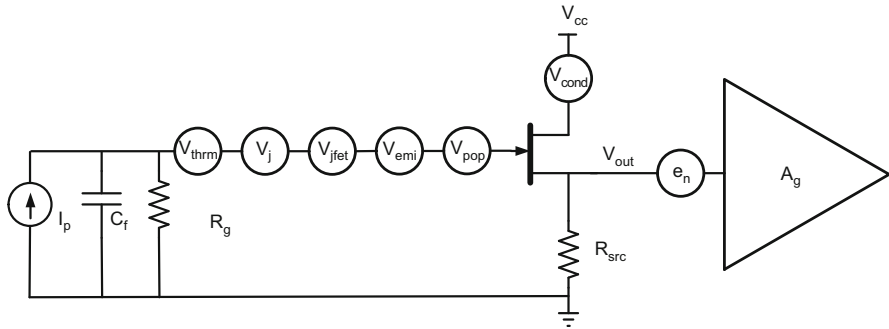 V_cc
V_cond
V_thrm V_j V_jfet V_emi V_pop
V_out
e_n
A_g
I_p
C_f
R_g
R_src